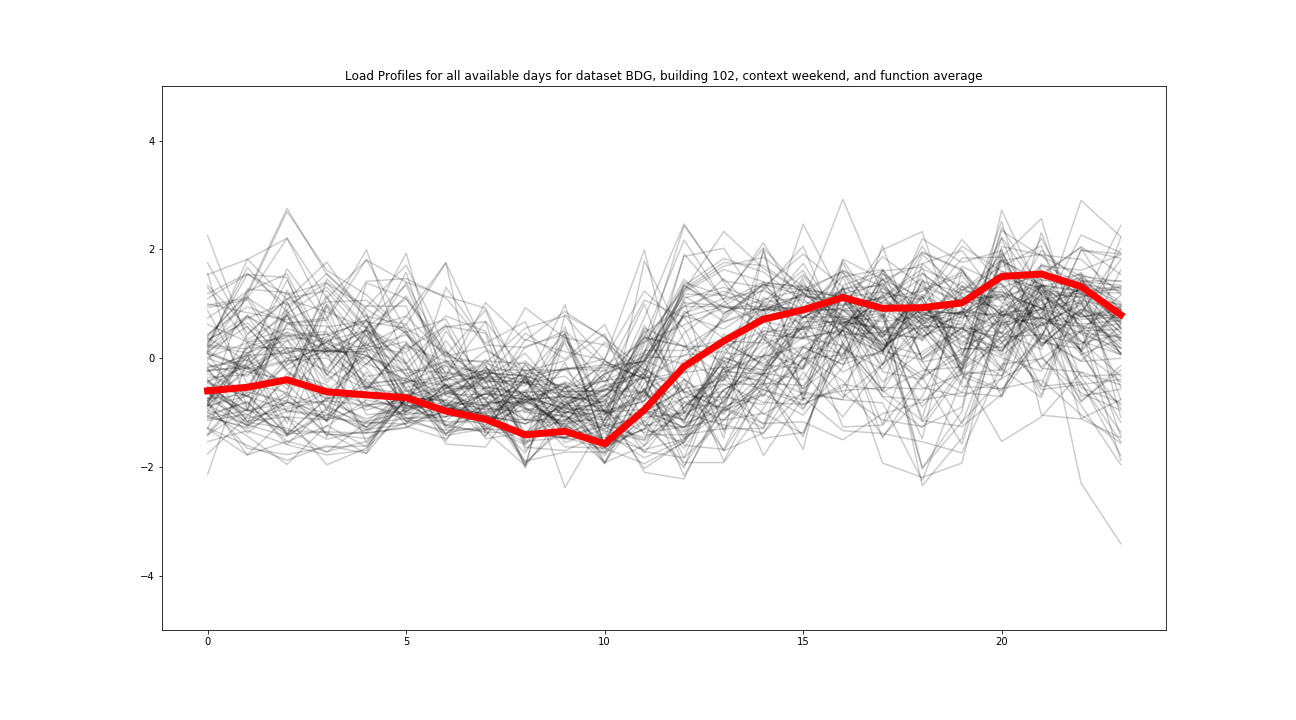 Load Profiles for all available days for dataset BDG, building 102, context weekend, and function average
4
2
0
−2
−4
0 5 10 15 20